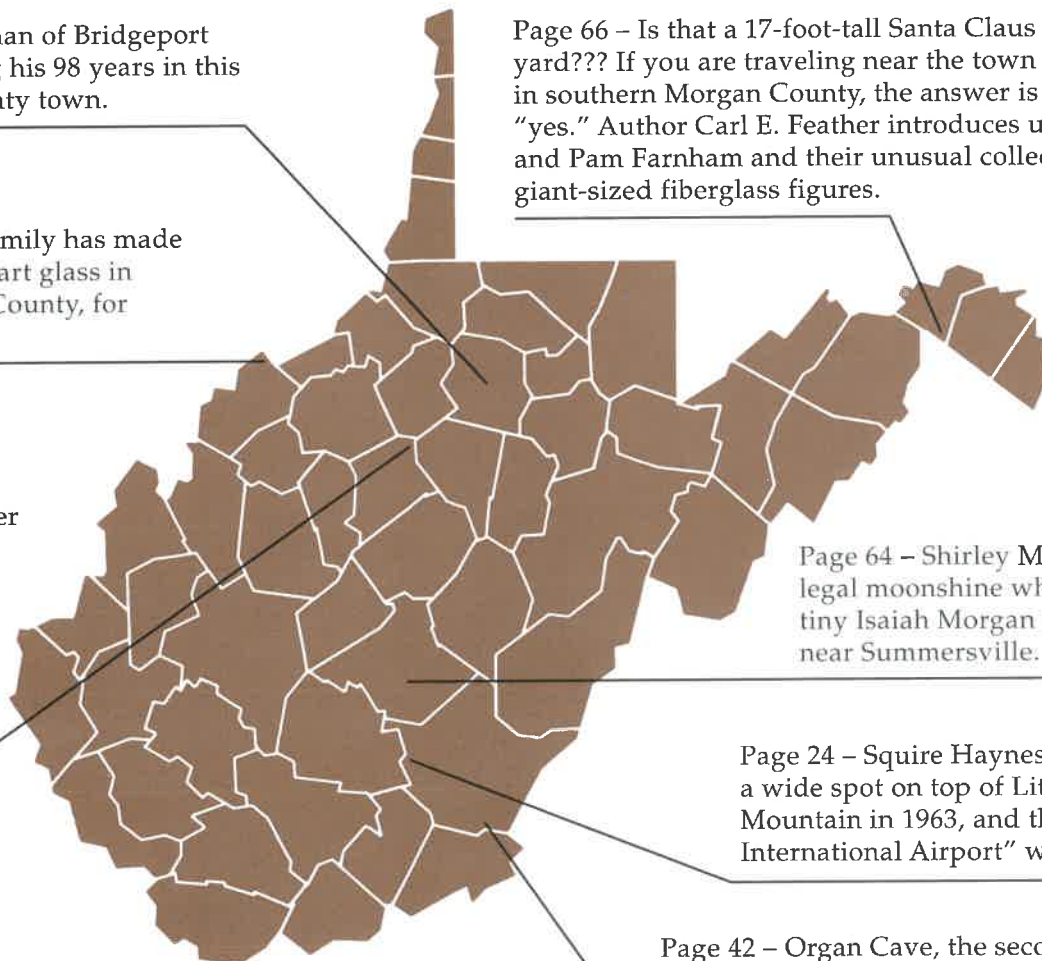 an of Bridgeport
g his 98 years in this
nty town.
mily has made
art glass in
County, for
er
Page 66 – Is that a 17-foot-tall Santa Claus
yard??? If you are traveling near the town
in southern Morgan County, the answer is
"yes." Author Carl E. Feather introduces u
and Pam Farnham and their unusual collec
giant-sized fiberglass figures.
Page 64 – Shirley M
legal moonshine wh
tiny Isaiah Morgan
near Summersville.
Page 24 – Squire Haynes
a wide spot on top of Lit
Mountain in 1963, and th
International Airport" w
Page 42 – Organ Cave, the seco